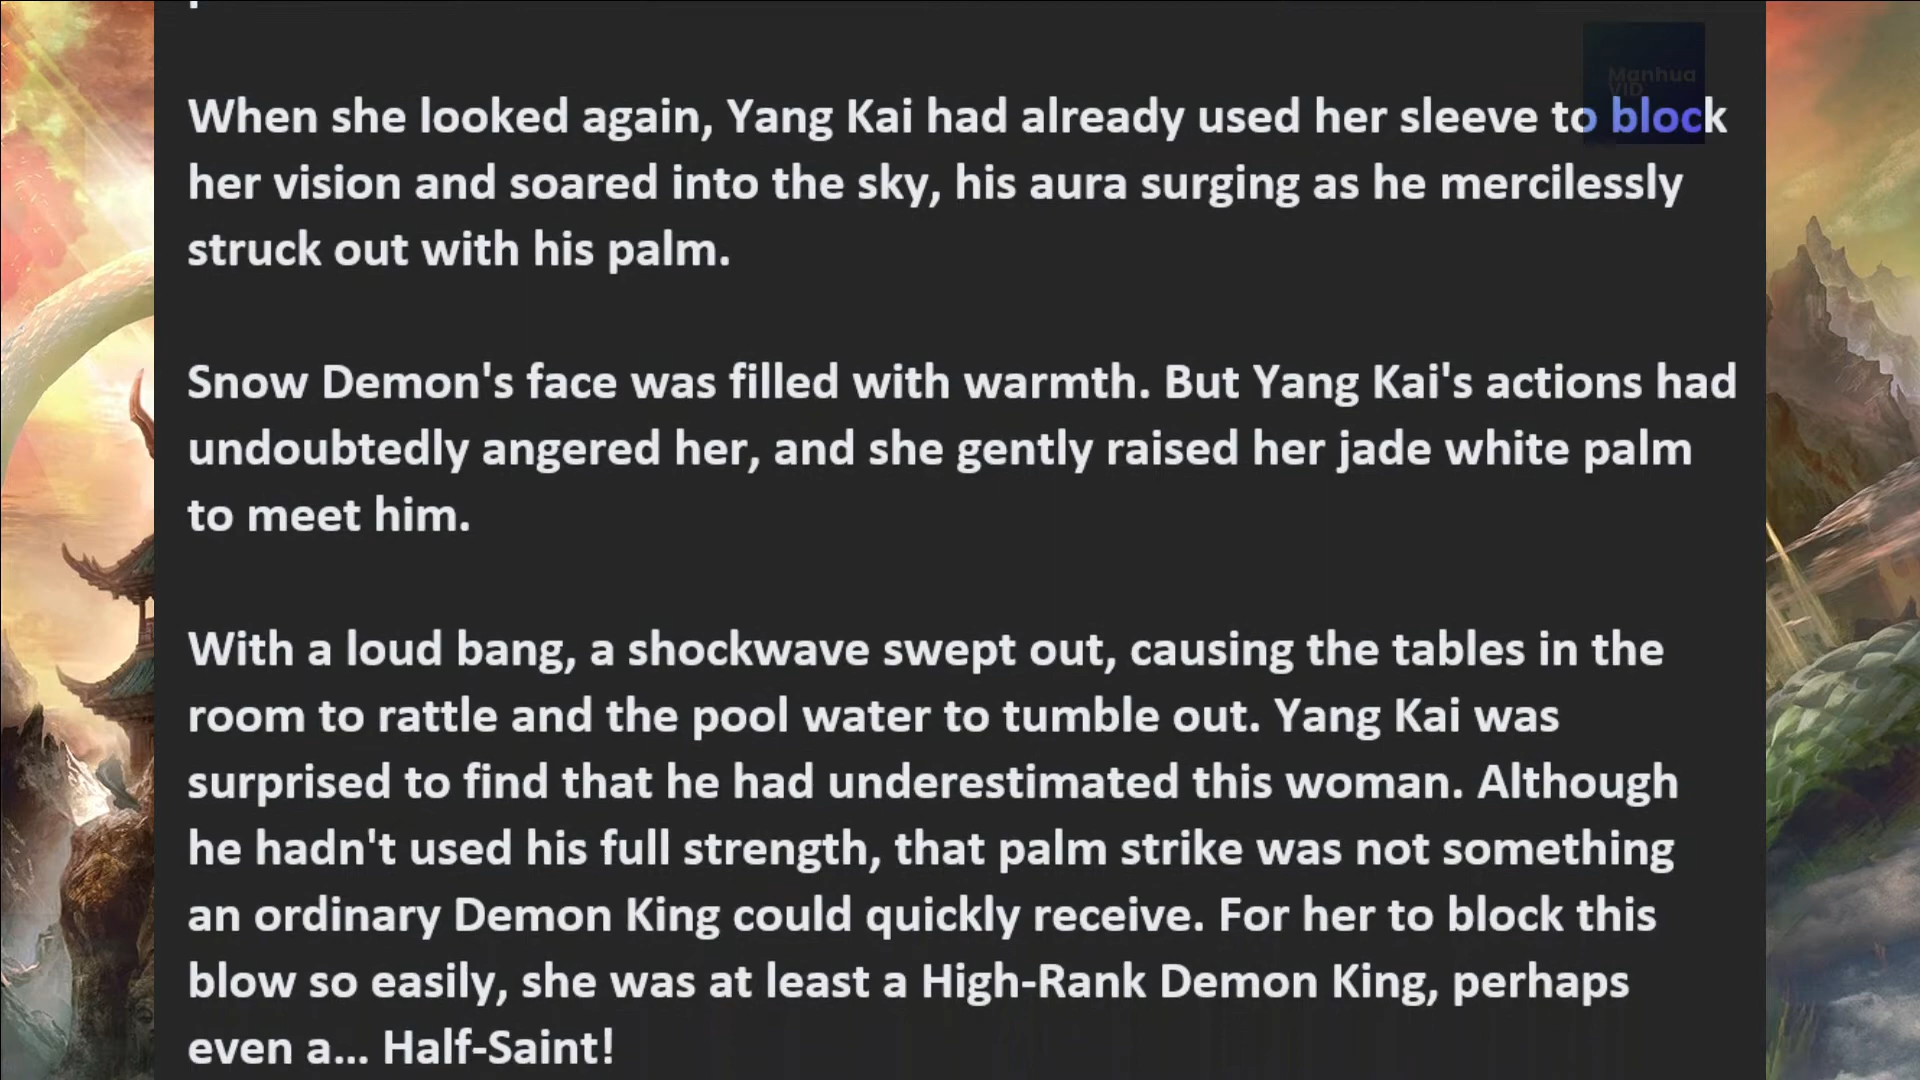 Manhua
VID
When she looked again, Yang Kai had already used her sleeve to block
her vision and soared into the sky, his aura surging as he mercilessly
struck out with his palm.
Snow Demon's face was filled with warmth. But Yang Kai's actions had
undoubtedly angered her, and she gently raised her jade white palm
to meet him.
With a loud bang, a shockwave swept out, causing the tables in the
room to rattle and the pool water to tumble out. Yang Kai was
surprised to find that he had underestimated this woman. Although
he hadn't used his full strength, that palm strike was not something
an ordinary Demon King could quickly receive. For her to block this
blow so easily, she was at least a High-Rank Demon King, perhaps
even a... Half-Saint!